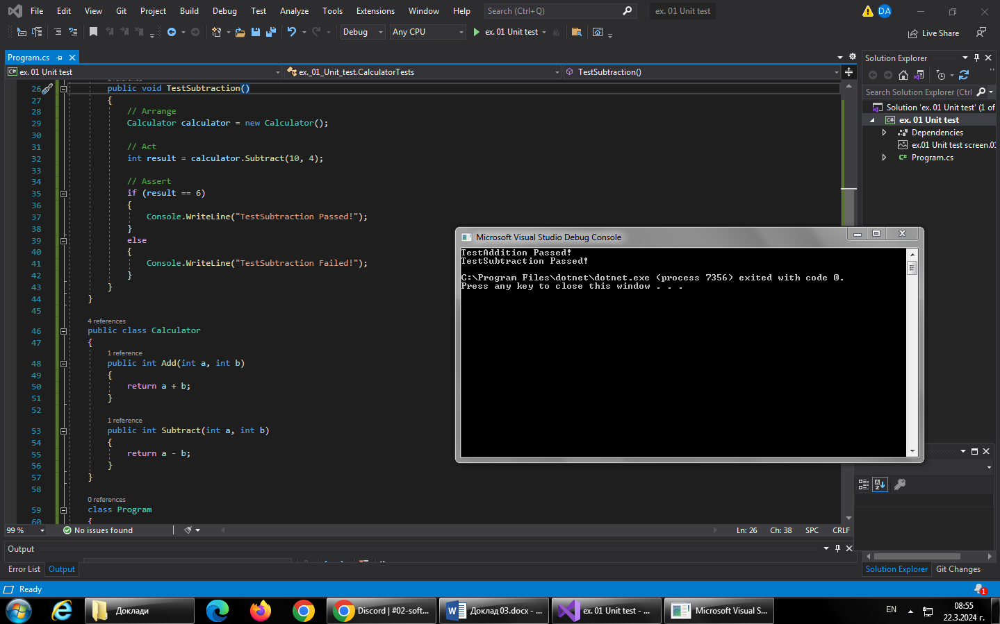 File Edit View Git Project Build Debug Test Analyze Tools Extensions Window Help Search (Ctrl+Q) ex. 01 Unit test DA
Debug Any CPU ex. 01 Unit test Live Share
Program.cs
ex. 01 Unit test ex._01_Unit_test.CalculatorTests TestSubtraction()
26 public void TestSubtraction()
27 {
28 // Arrange
29 Calculator calculator = new Calculator();
30
31 // Act
32 int result = calculator.Subtract(10, 4);
33
34 // Assert
35 if (result == 6)
36 {
37 Console.WriteLine("TestSubtraction Passed!");
38 }
39 else
40 {
41 Console.WriteLine("TestSubtraction Failed!");
42 }
43 }
44 }
45
4 references
46 public class Calculator
47 {
1 reference
48 public int Add(int a, int b)
49 {
50 return a + b;
51 }
52
1 reference
53 public int Subtract(int a, int b)
54 {
55 return a - b;
56 }
57 }
58
0 references
59 class Program
60 {
99 % No issues found Ln: 26 Ch: 38 SPC CRLF
Output
Error List Output
Ready
Microsoft Visual Studio Debug Console
TestAddition Passed!
TestSubtraction Passed!
C:\Program Files\dotnet\dotnet.exe (process 7356) exited with code 0.
Press any key to close this window . . .
Solution Explorer
Search Solution Explorer (Ctrl
Solution 'ex. 01 Unit test' (1 of
ex. 01 Unit test
Dependencies
ex.01 Unit test screen.01
Program.cs
Solution Explorer Git Changes
1
Доклади Discord | #02-soft... Доклад 03.docx - ... ex. 01 Unit test - ... Microsoft Visual S... EN
08:55
22.3.2024 г.